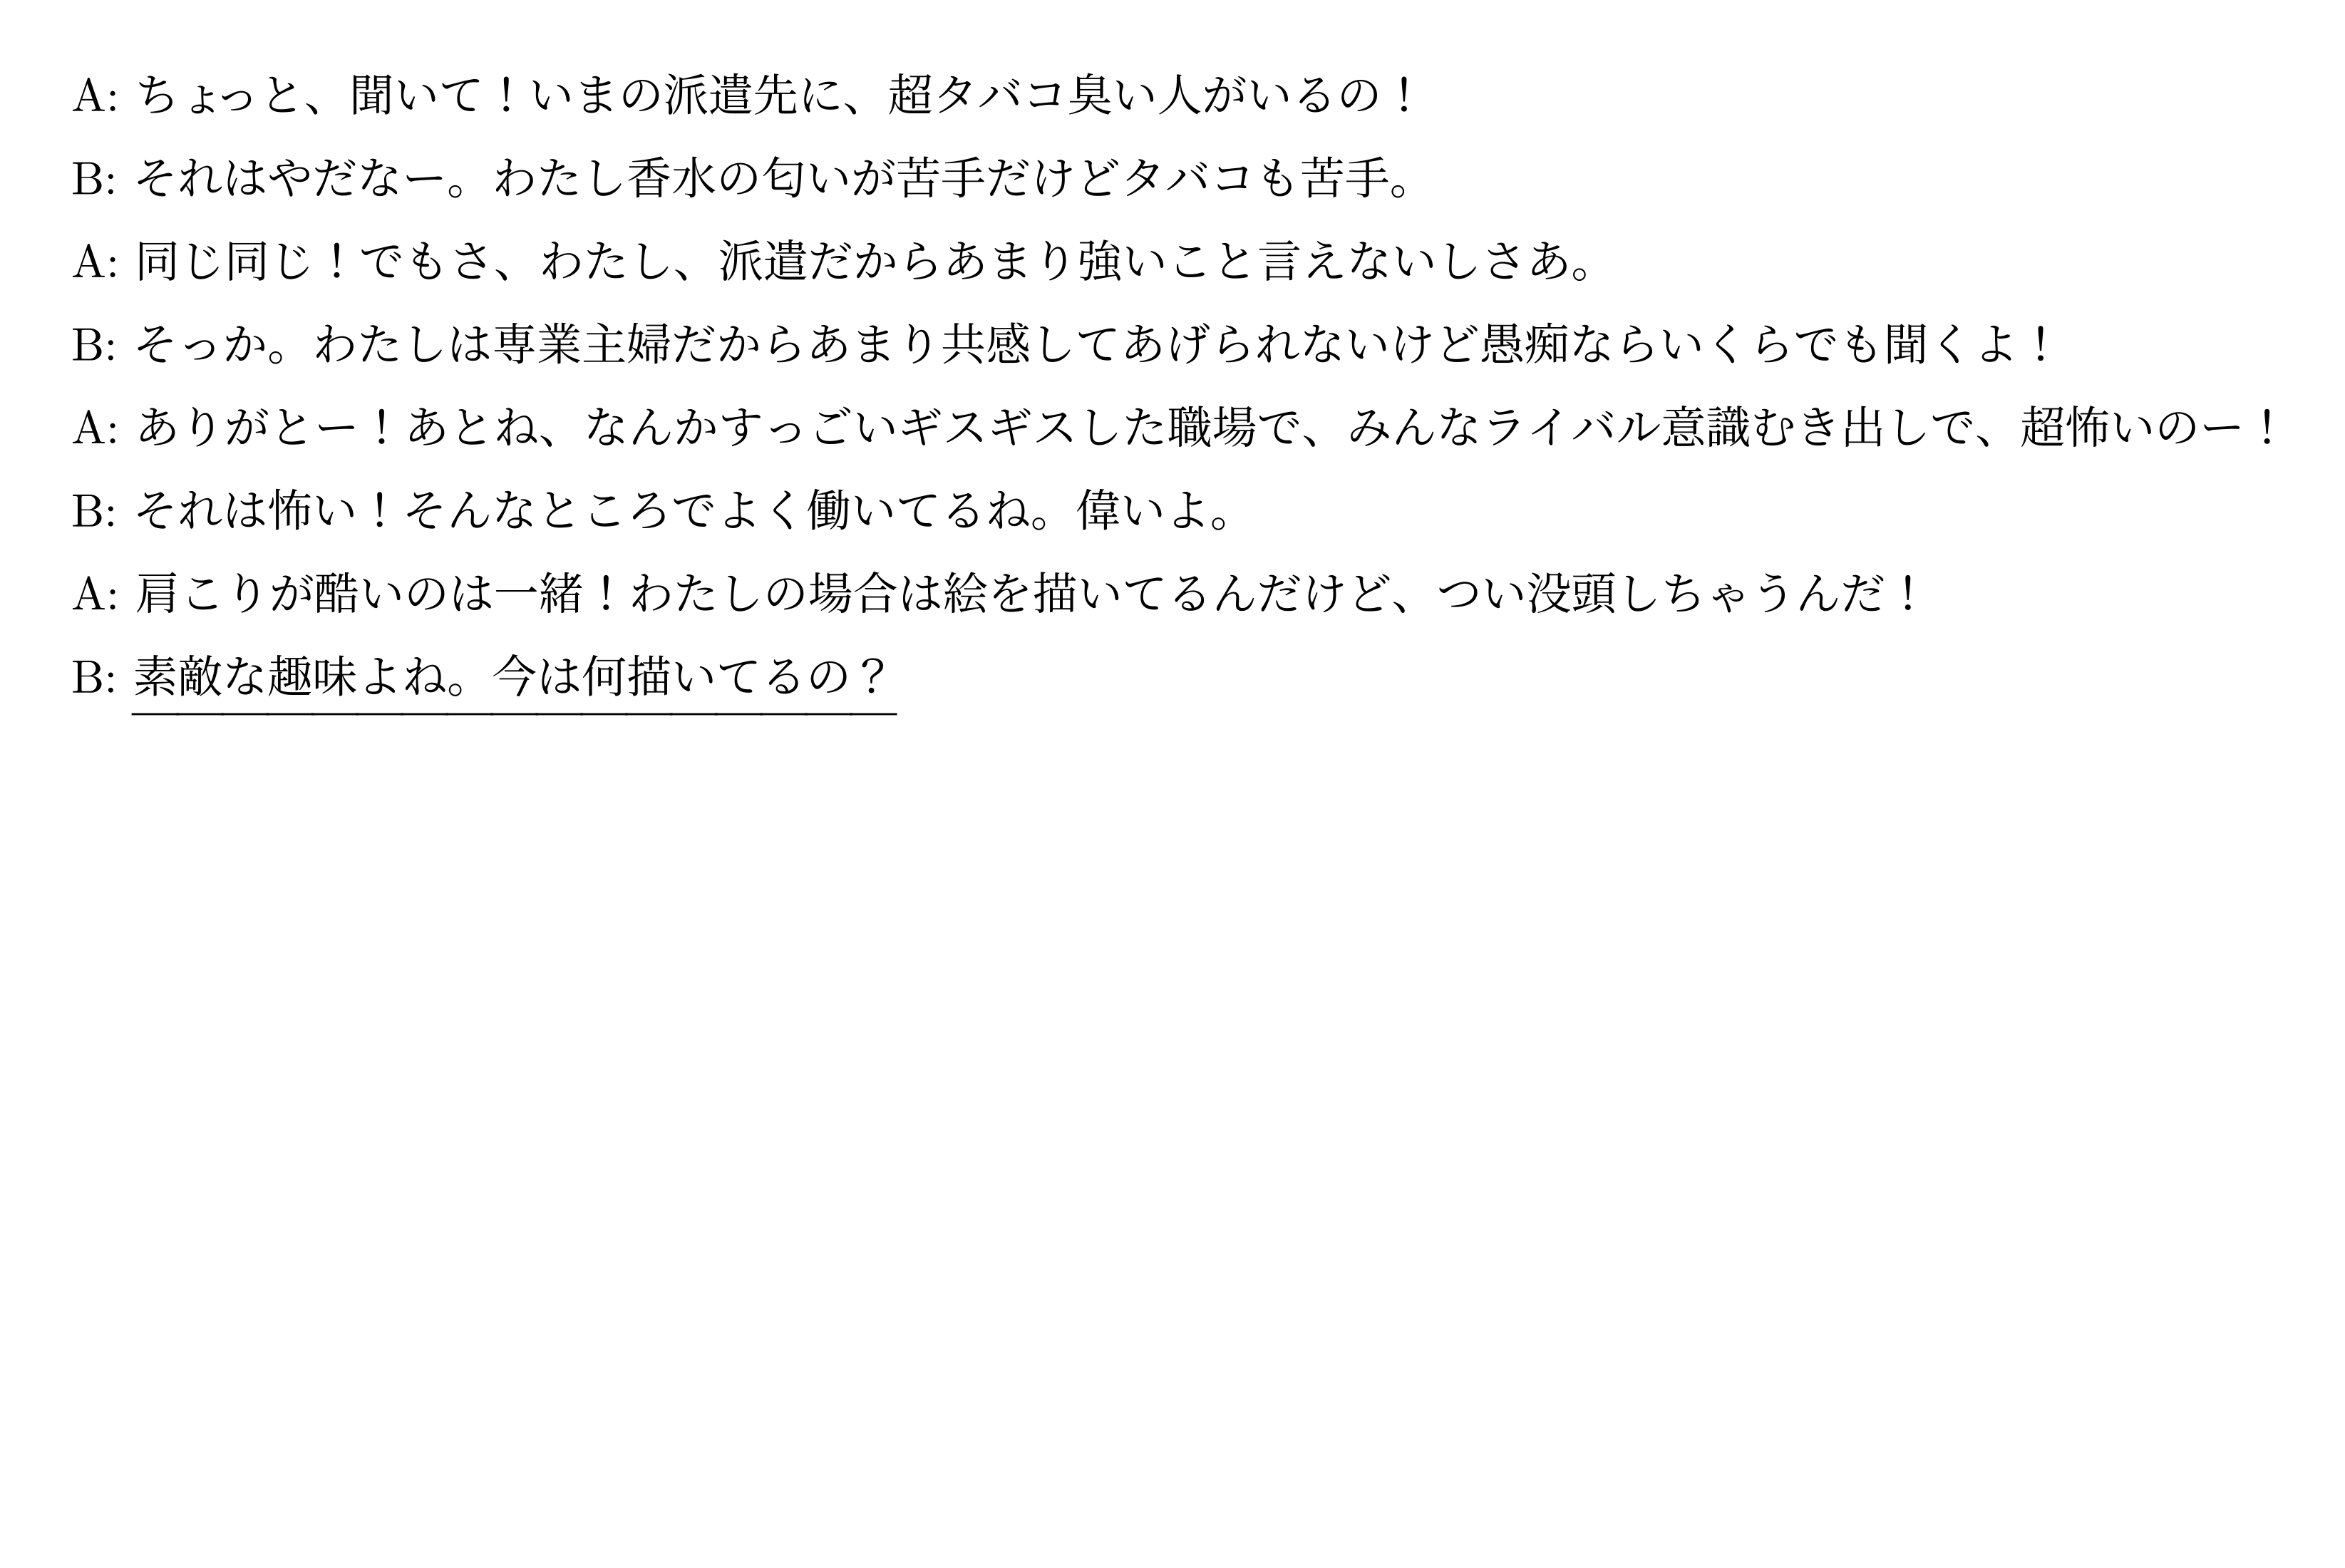 A: ちょっと、聞いて！いまの派遣先に、超タバコ臭い人がいるの！
B: それはやだなー。わたし香水の匂いが苦手だけどタバコも苦手。
A: 同じ同じ！でもさ、わたし、派遣だからあまり強いこと言えないしさあ。
B: そっか。わたしは専業主婦だからあまり共感してあげられないけど愚痴ならいくらでも聞くよ！
A: ありがとー！あとね、なんかすっごいギスギスした職場で、みんなライバル意識むき出しで、超怖いのー！
B: それは怖い！そんなところでよく働いてるね。偉いよ。
A: 肩こりが酷いのは一緒！わたしの場合は絵を描いてるんだけど、つい没頭しちゃうんだ！
B: 素敵な趣味よね。今は何描いてるの？